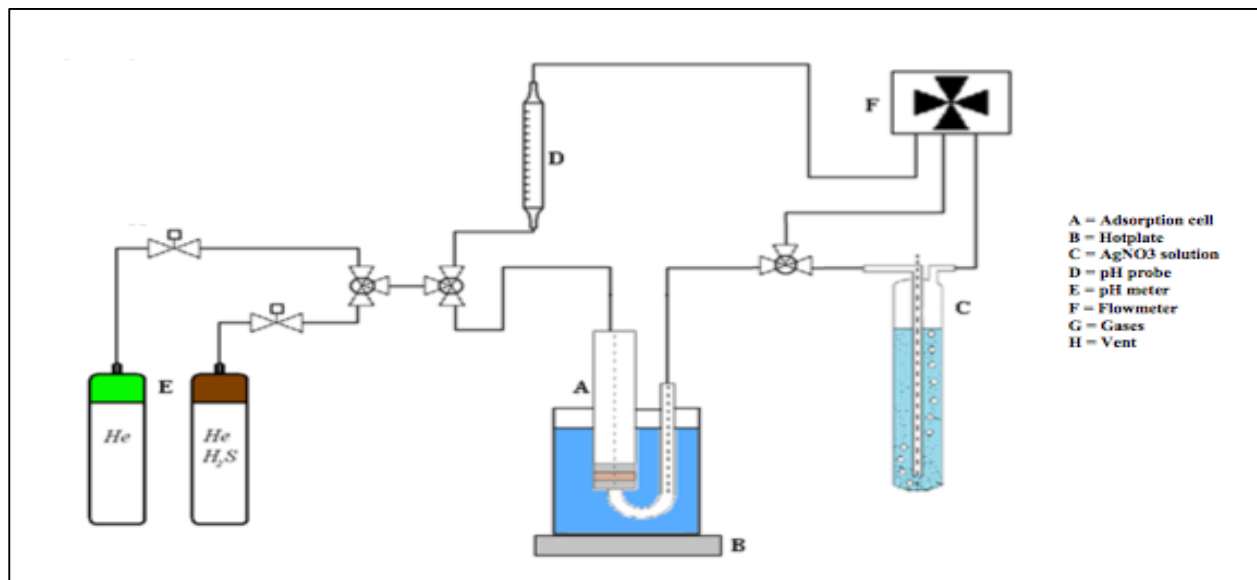 F
D
A = Adsorption cell
B = Hotplate
C = AgNO3 solution
D = pH probe
E = pH meter
F = Flowmeter
G = Gases
H = Vent
C
E
A
He
He
H₂S
B